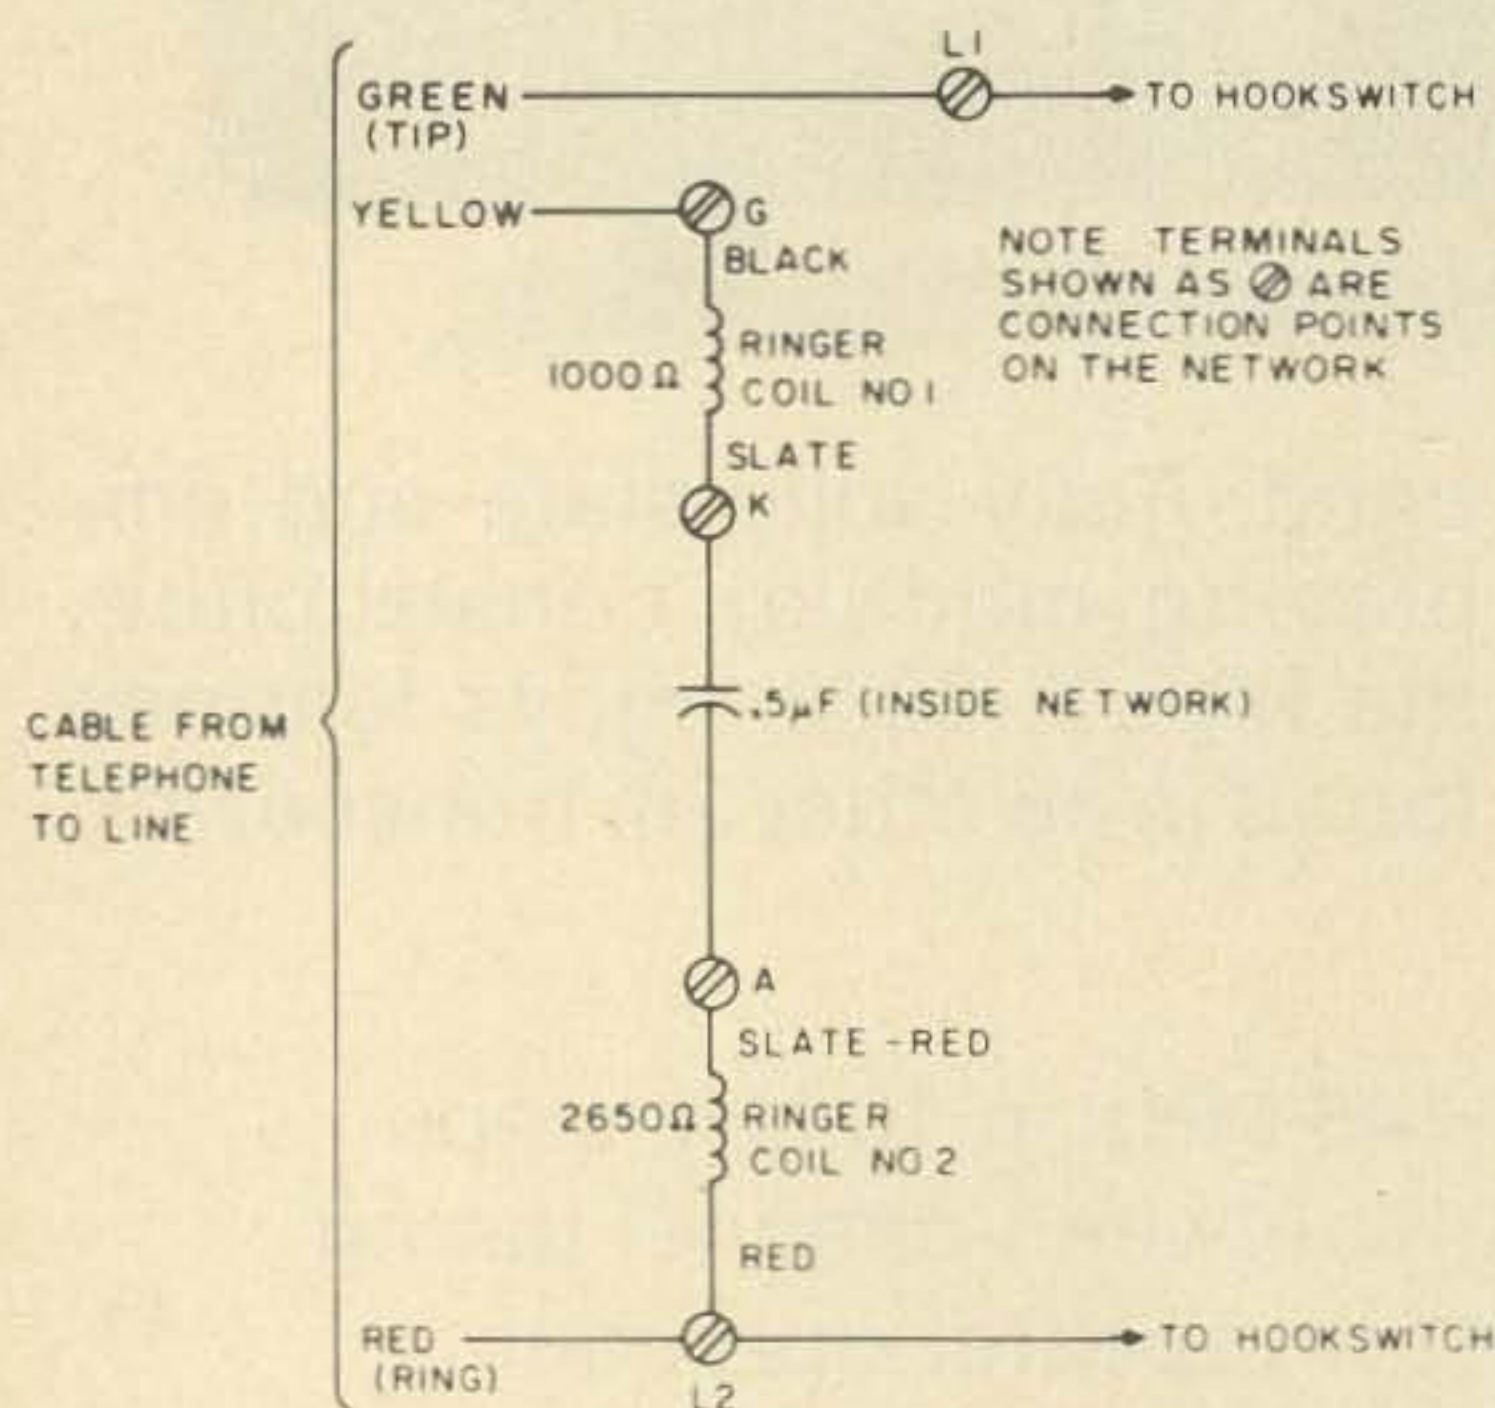 L1
GREEN
(TIP)
TO HOOKSWITCH
YELLOW
G
BLACK
NOTE TERMINALS
SHOWN AS ARE
CONNECTION POINTS
ON THE NETWORK
1000Ω
RINGER
COIL NO 1
SLATE
K
.5µF (INSIDE NETWORK)
CABLE FROM
TELEPHONE
TO LINE
A
SLATE-RED
2650Ω
RINGER
COIL NO 2
RED
RED
(RING)
TO HOOKSWITCH
L2